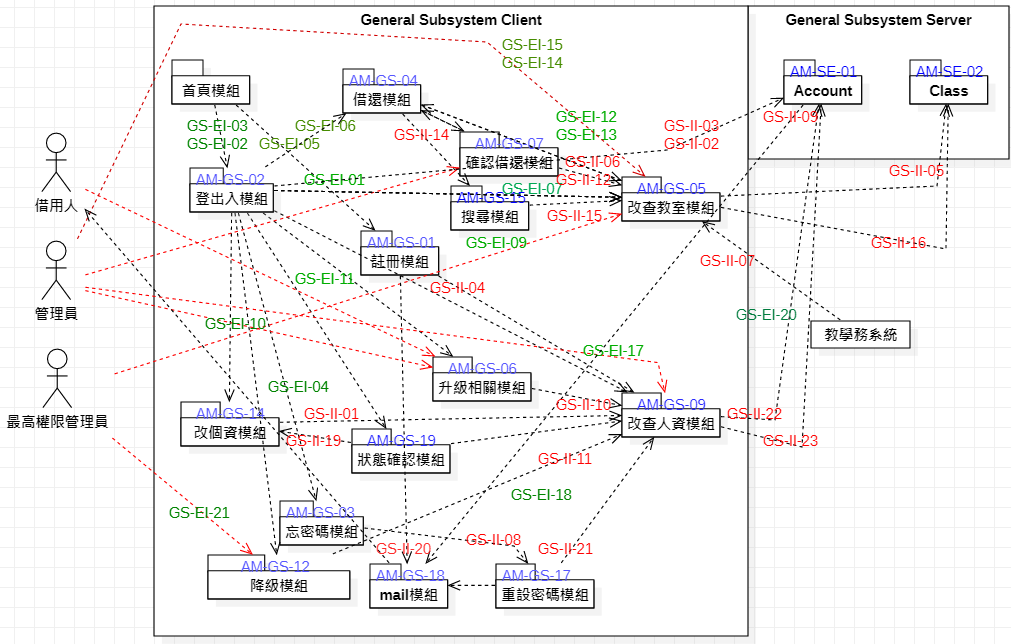 General Subsystem Client
General Subsystem Server
GS-EI-15
GS-EI-14
AM-GS-04
借還模組
首頁模組
AM-SE-01
Account
AM-SE-02
Class
GS-EI-03
GS-EI-02
GS-EI-06
GS-EI-05
GS-II-14
GS-EI-12
GS-EI-13
GS-II-03
GS-II-02
GS-II-09
AM-GS-07
確認借還模組
GS-II-06
GS-II-12
GS-II-05
AM-GS-02
登出入模組
GS-EI-01
GS-EI-07
AM-GS-15
搜尋模組
AM-GS-05
改查教室模組
借用人
GS-II-15
GS-EI-09
GS-II-16
AM-GS-01
註冊模組
GS-II-07
GS-EI-11
GS-II-04
管理員
GS-EI-10
GS-EI-20
教學務系統
GS-EI-17
AM-GS-06
升級相關模組
GS-EI-04
最高權限管理員
AM-GS-14
改個資模組
GS-II-01
GS-II-10
AM-GS-09
改查人資模組
GS-II-22
GS-II-19
AM-GS-19
狀態確認模組
GS-II-23
GS-II-11
GS-EI-18
GS-EI-21
AM-GS-03
忘密碼模組
GS-II-20
GS-II-08
GS-II-21
AM-GS-12
降級模組
AM-GS-18
mail模組
AM-GS-17
重設密碼模組